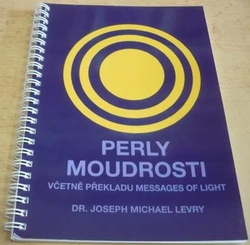 PERLY
MOUDROSTI
VČETNĚ PŘEKLADU MESSAGES OF LIGHT
DR. JOSEPH MICHAEL LEVRY